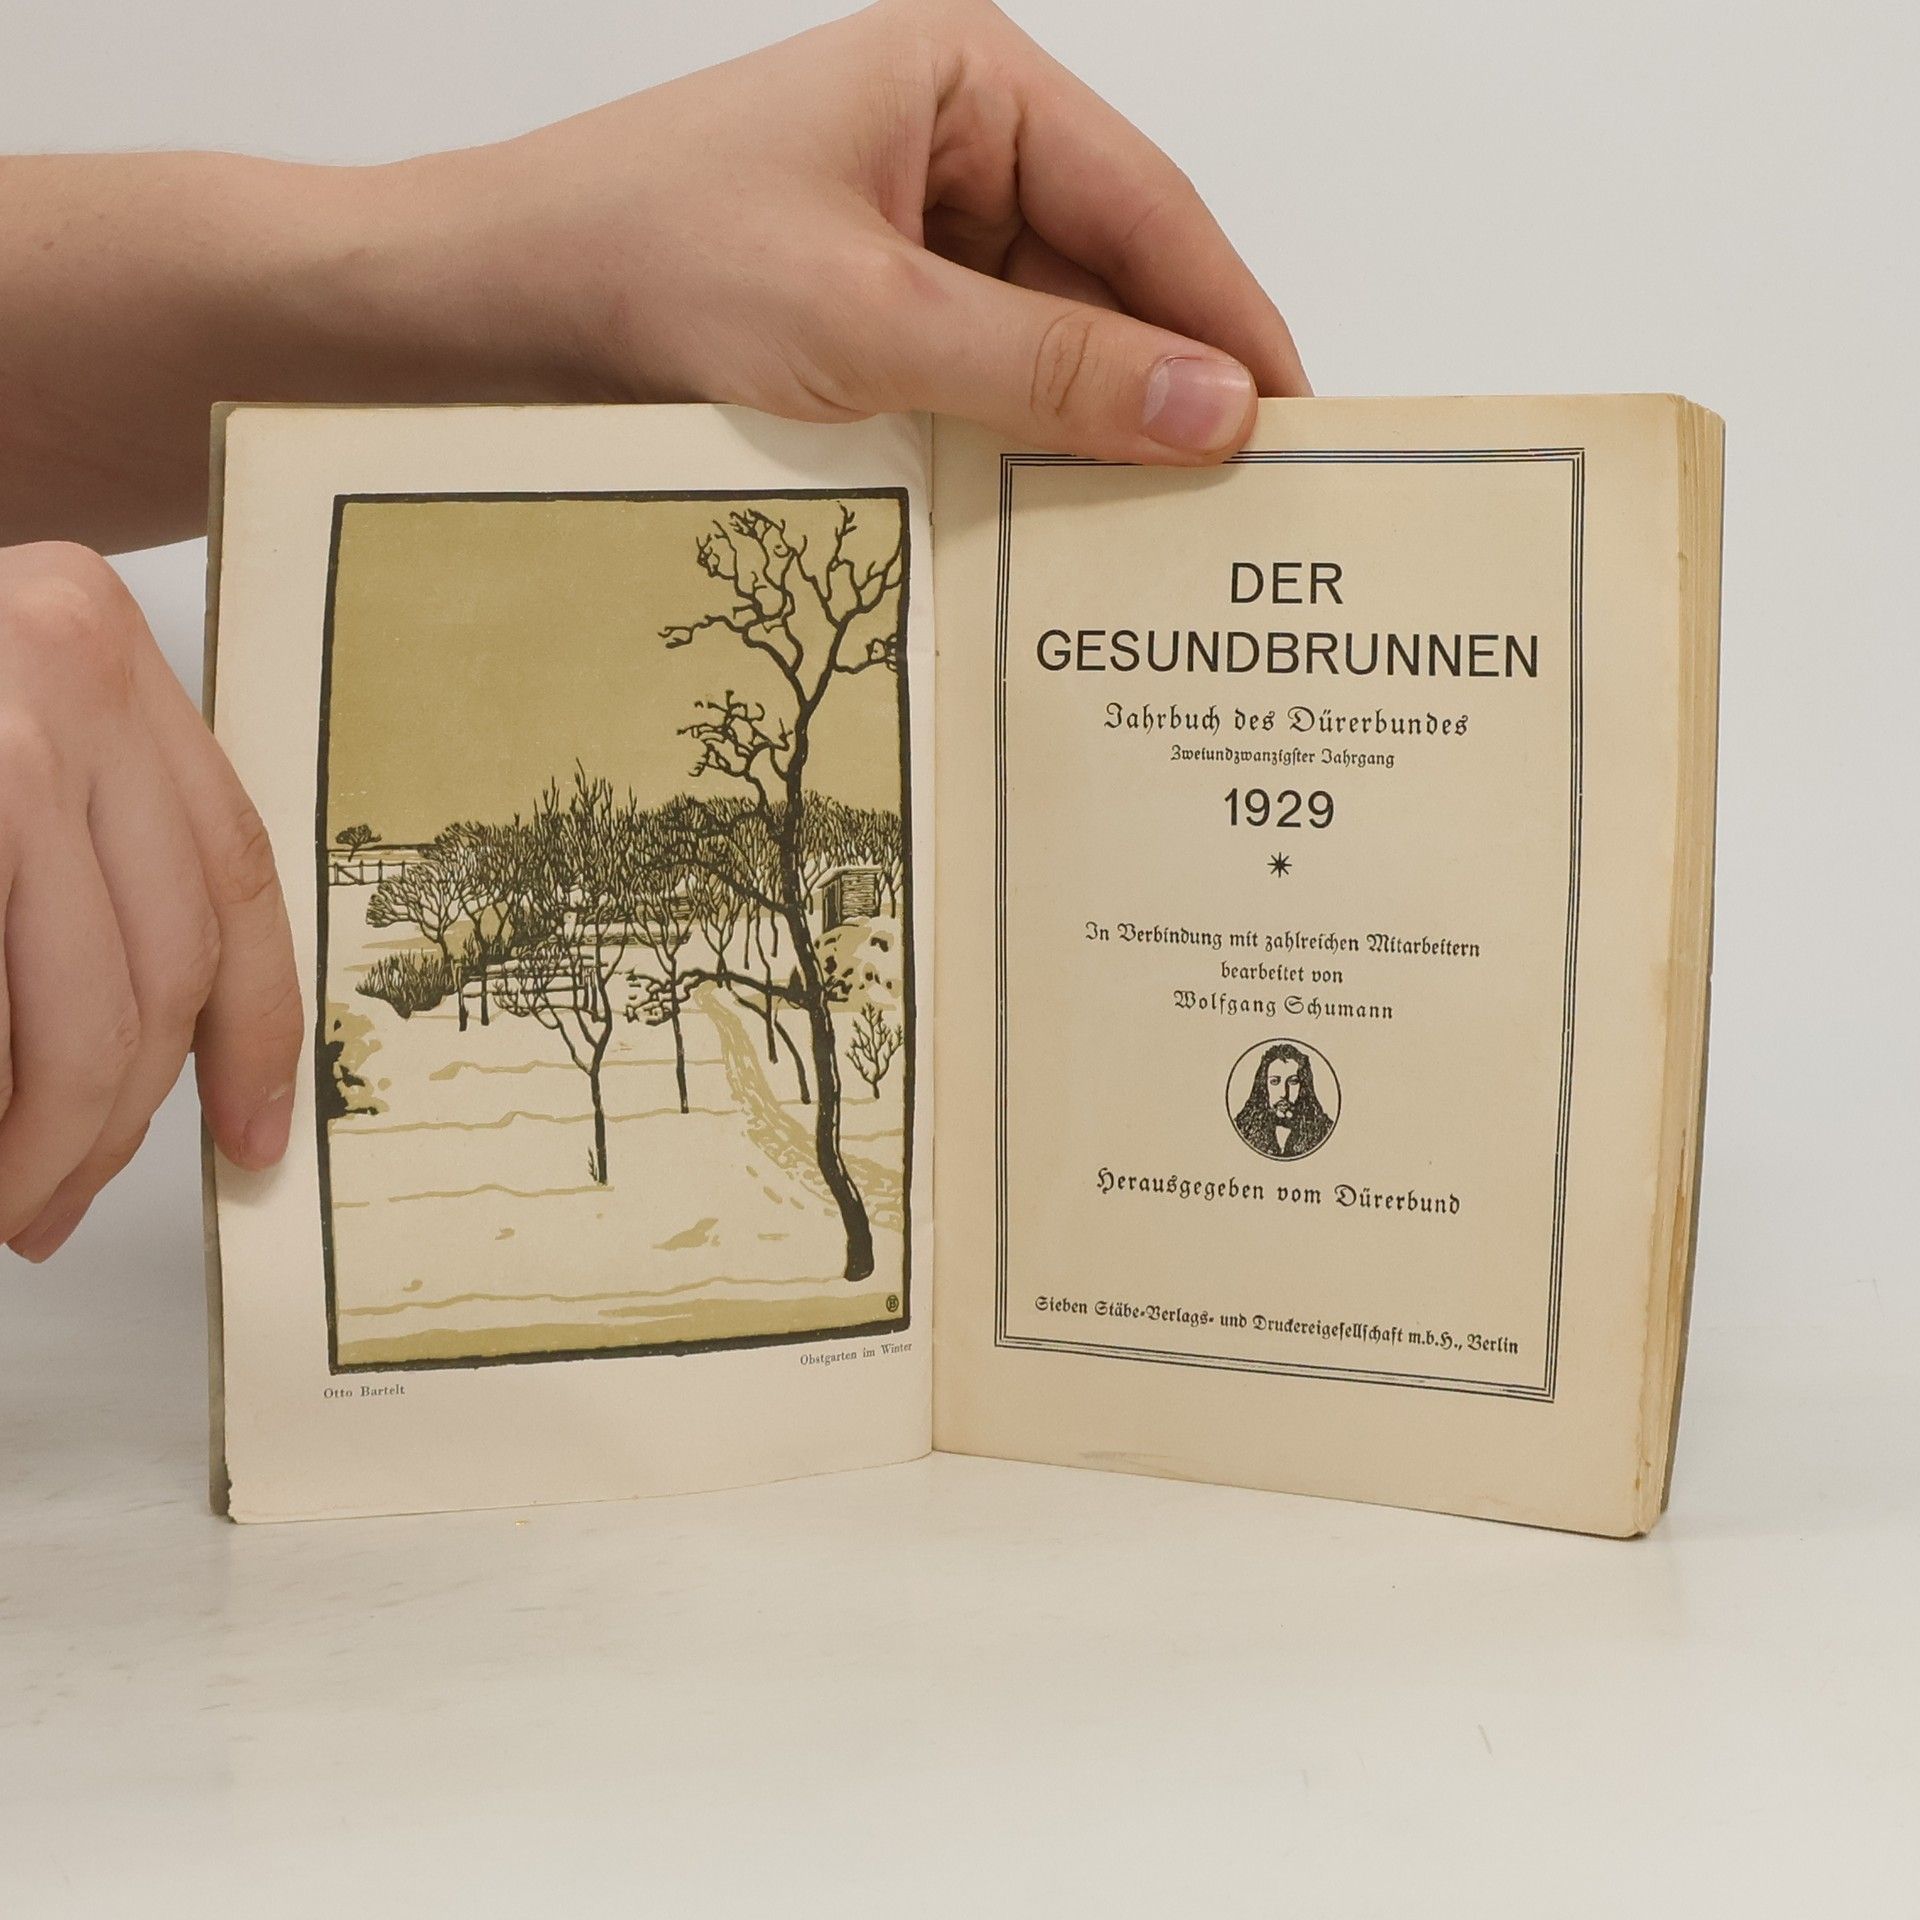 Obstgarten im Winter
Otto Bartelt
DER
GESUNDBRUNNEN
Jahrbuch des Dürerbundes
Zweiundzwanzigster Jahrgang
1929
In Verbindung mit zahlreichen Mitarbeitern
bearbeitet von
Wolfgang Schumann
Herausgegeben vom Dürerbund
Sieben Stäbe-Verlags- und Druckereigesellschaft m.b.H., Berlin